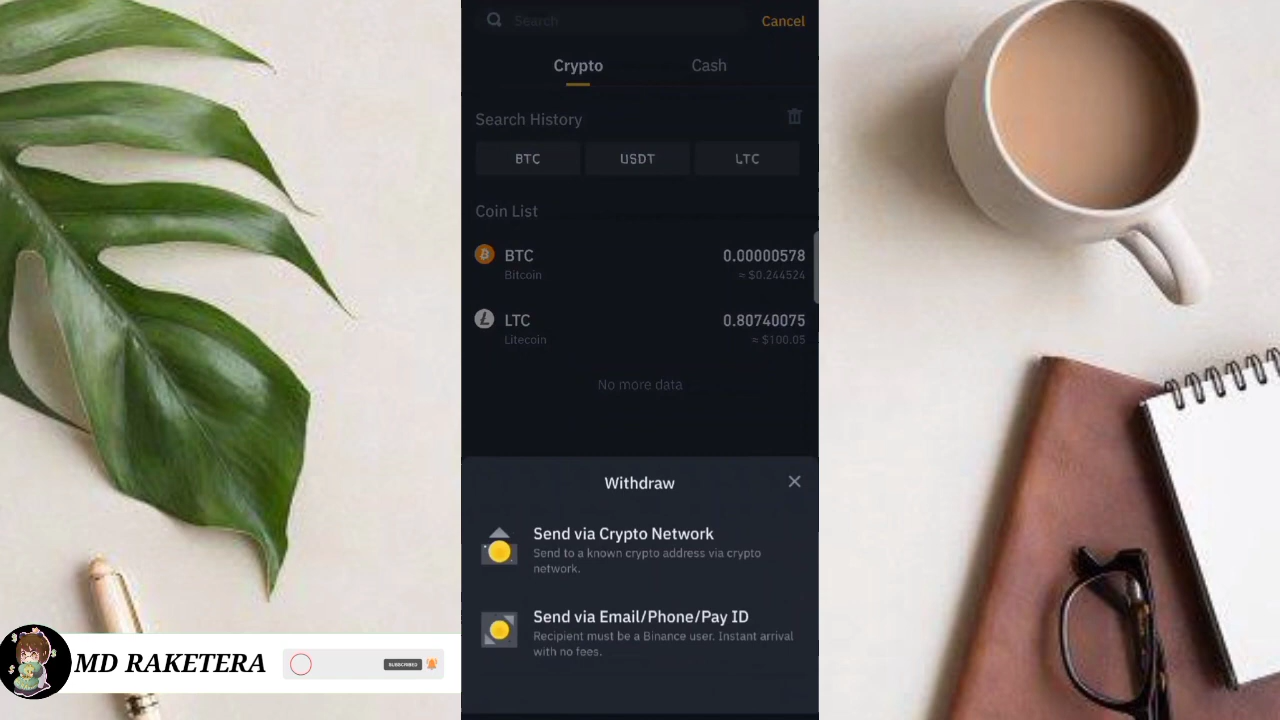 Search
Cancel
Crypto
Cash
Search History
BTC
USDT
LTC
Coin List
BTC
0.00000578
Bitcoin
≈ $0.244524
LTC
0.80740075
Litecoin
≈ $100.05
No more data
Withdraw
Send via Crypto Network
Send to a known crypto address via crypto
network.
Send via Email/Phone/Pay ID
Recipient must be a Binance user. Instant arrival
with no fees.
MD RAKETERA
SUBSCRIBED